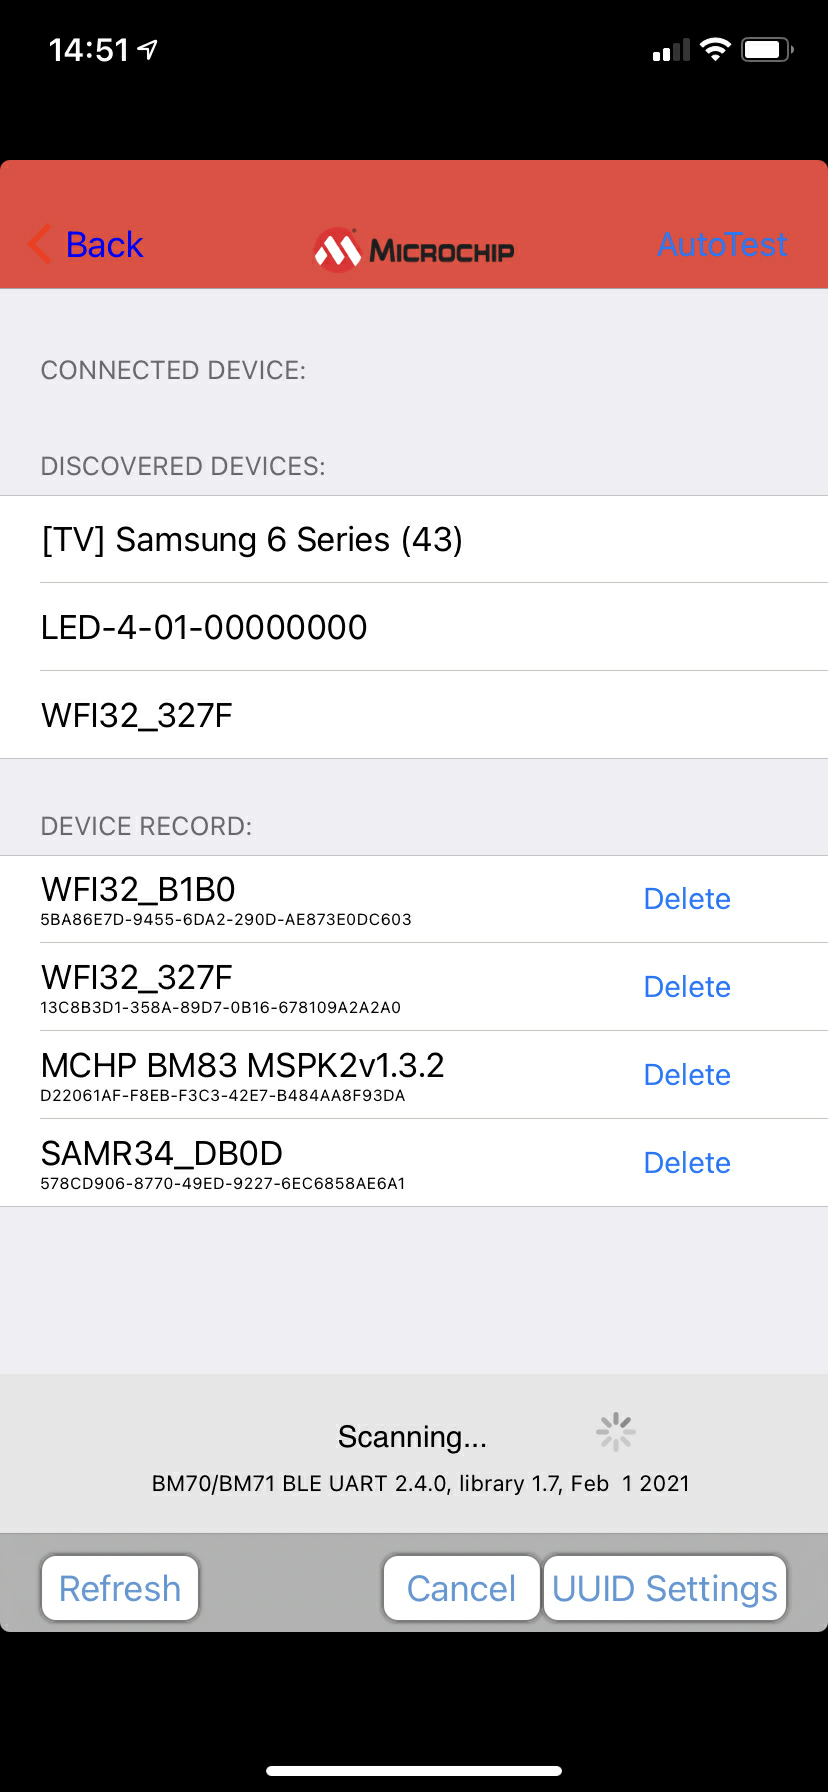 14:51
Back
MICROCHIP
AutoTest
CONNECTED DEVICE:
DISCOVERED DEVICES:
[TV] Samsung 6 Series (43)
LED-4-01-00000000
WFI32_327F
DEVICE RECORD:
WFI32_B1B0
Delete
5BA86E7D-9455-6DA2-290D-AE873E0DC603
WFI32_327F
Delete
13C8B3D1-358A-89D7-0B16-678109A2A2A0
MCHP BM83 MSPK2v1.3.2
Delete
D22061AF-F8EB-F3C3-42E7-B484AA8F93DA
SAMR34_DB0D
Delete
578CD906-8770-49ED-9227-6EC6858AE6A1
Scanning...
BM70/BM71 BLE UART 2.4.0, library 1.7, Feb  1 2021
Refresh
Cancel
UUID Settings